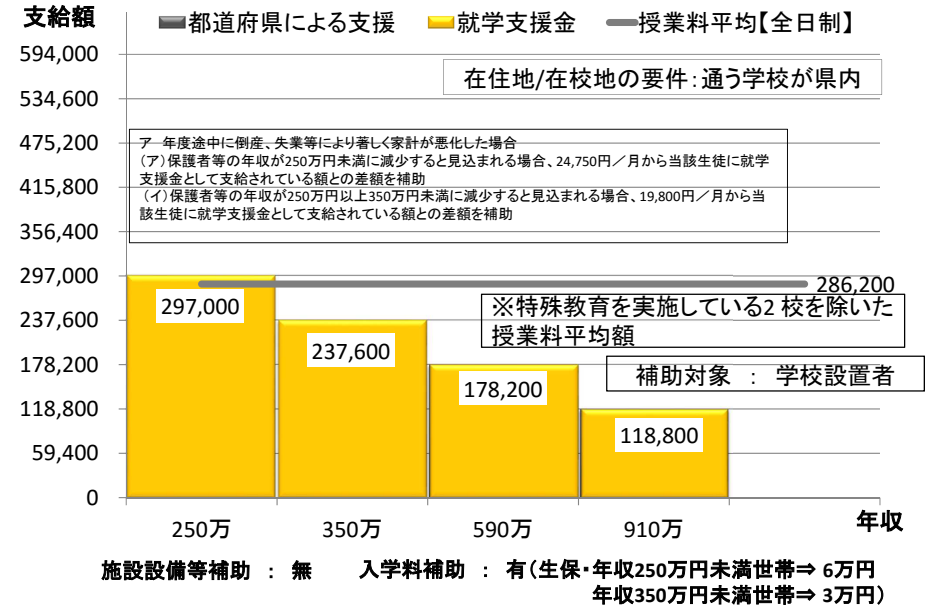 支給額
都道府県による支援 就学支援金 授業料平均【全日制】
594,000
534,600
475,200
415,800
356,400
297,000
237,600
178,200
118,800
59,400
0
在住地/在校地の要件：通う学校が県内
ア 年度途中に倒産、失業等により著しく家計が悪化した場合
（ア）保護者等の年収が250万円未満に減少すると見込まれる場合、24,750円／月から当該生徒に就学
支援金として支給されている額との差額を補助
（イ）保護者等の年収が250万円以上350万円未満に減少すると見込まれる場合、19,800円／月から当
該生徒に就学支援金として支給されている額との差額を補助
286,200
※特殊教育を実施している2 校を除いた
授業料平均額
補助対象 ： 学校設置者
297,000
237,600
178,200
118,800
250万 350万 590万 910万
年収
施設設備等補助 ： 無 入学料補助 ： 有（生保・年収250万円未満世帯⇒ 6万円
年収350万円未満世帯⇒ 3万円）